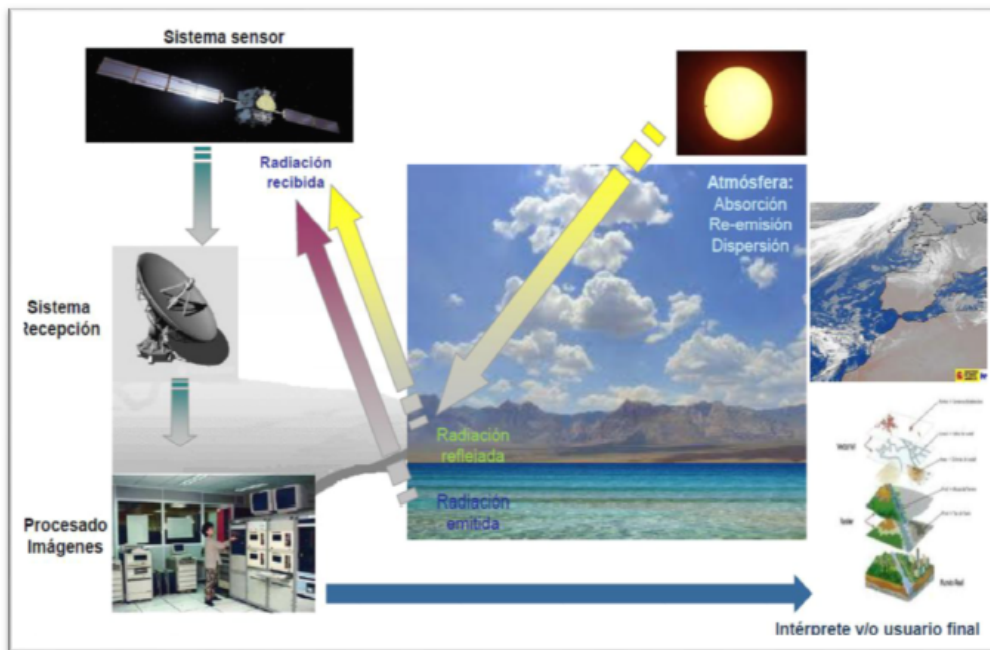 Sistema sensor
Radiación
recibida
Atmósfera:
Absorción
Re-emisión
Dispersión
Sistema
Recepción
Radiación
reflejada
Radiación
emitida
Procesado
Imágenes
Intérprete y/o usuario final